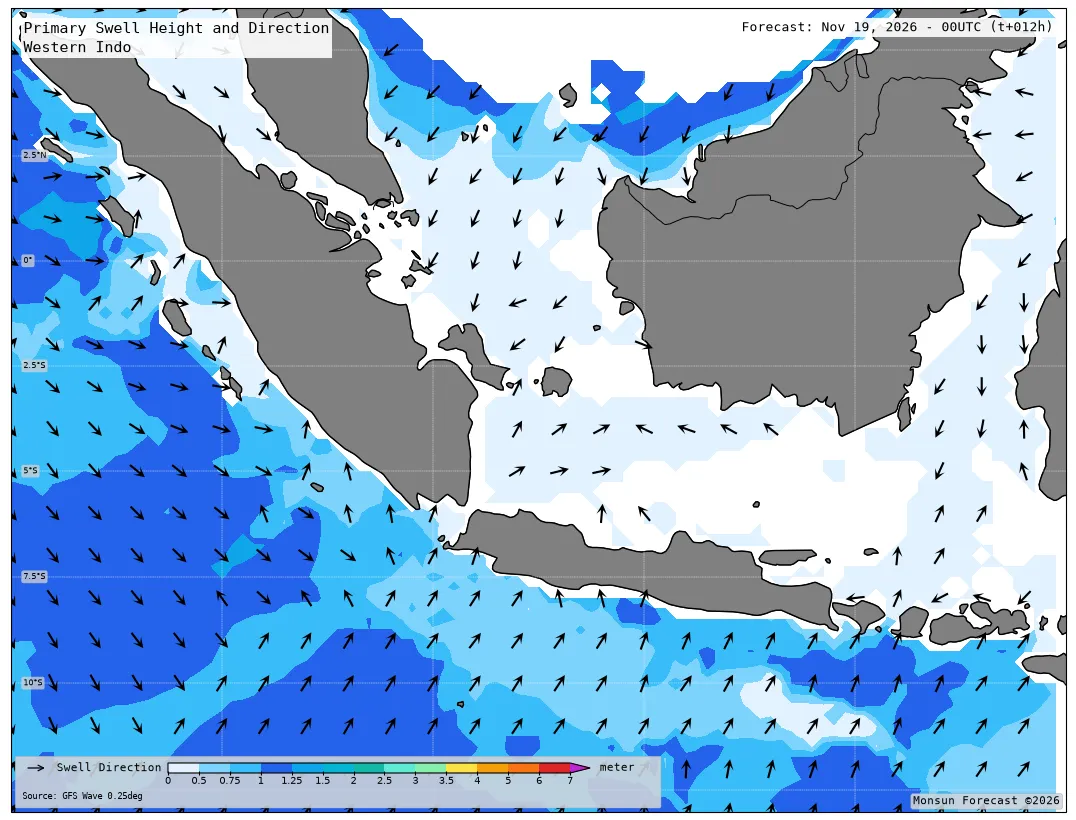 Primary Swell Height and Direction
Western Indo
Forecast: Nov 19, 2026 - 00UTC (t+012h)
2.5°N
0°
2.5°S
5°S
7.5°S
10°S
Swell Direction
0 0.5 0.75 1 1.25 1.5 2 2.5 3 3.5 4 5 6 7
meter
Source: GFS Wave 0.25deg
Monsun Forecast ©2026